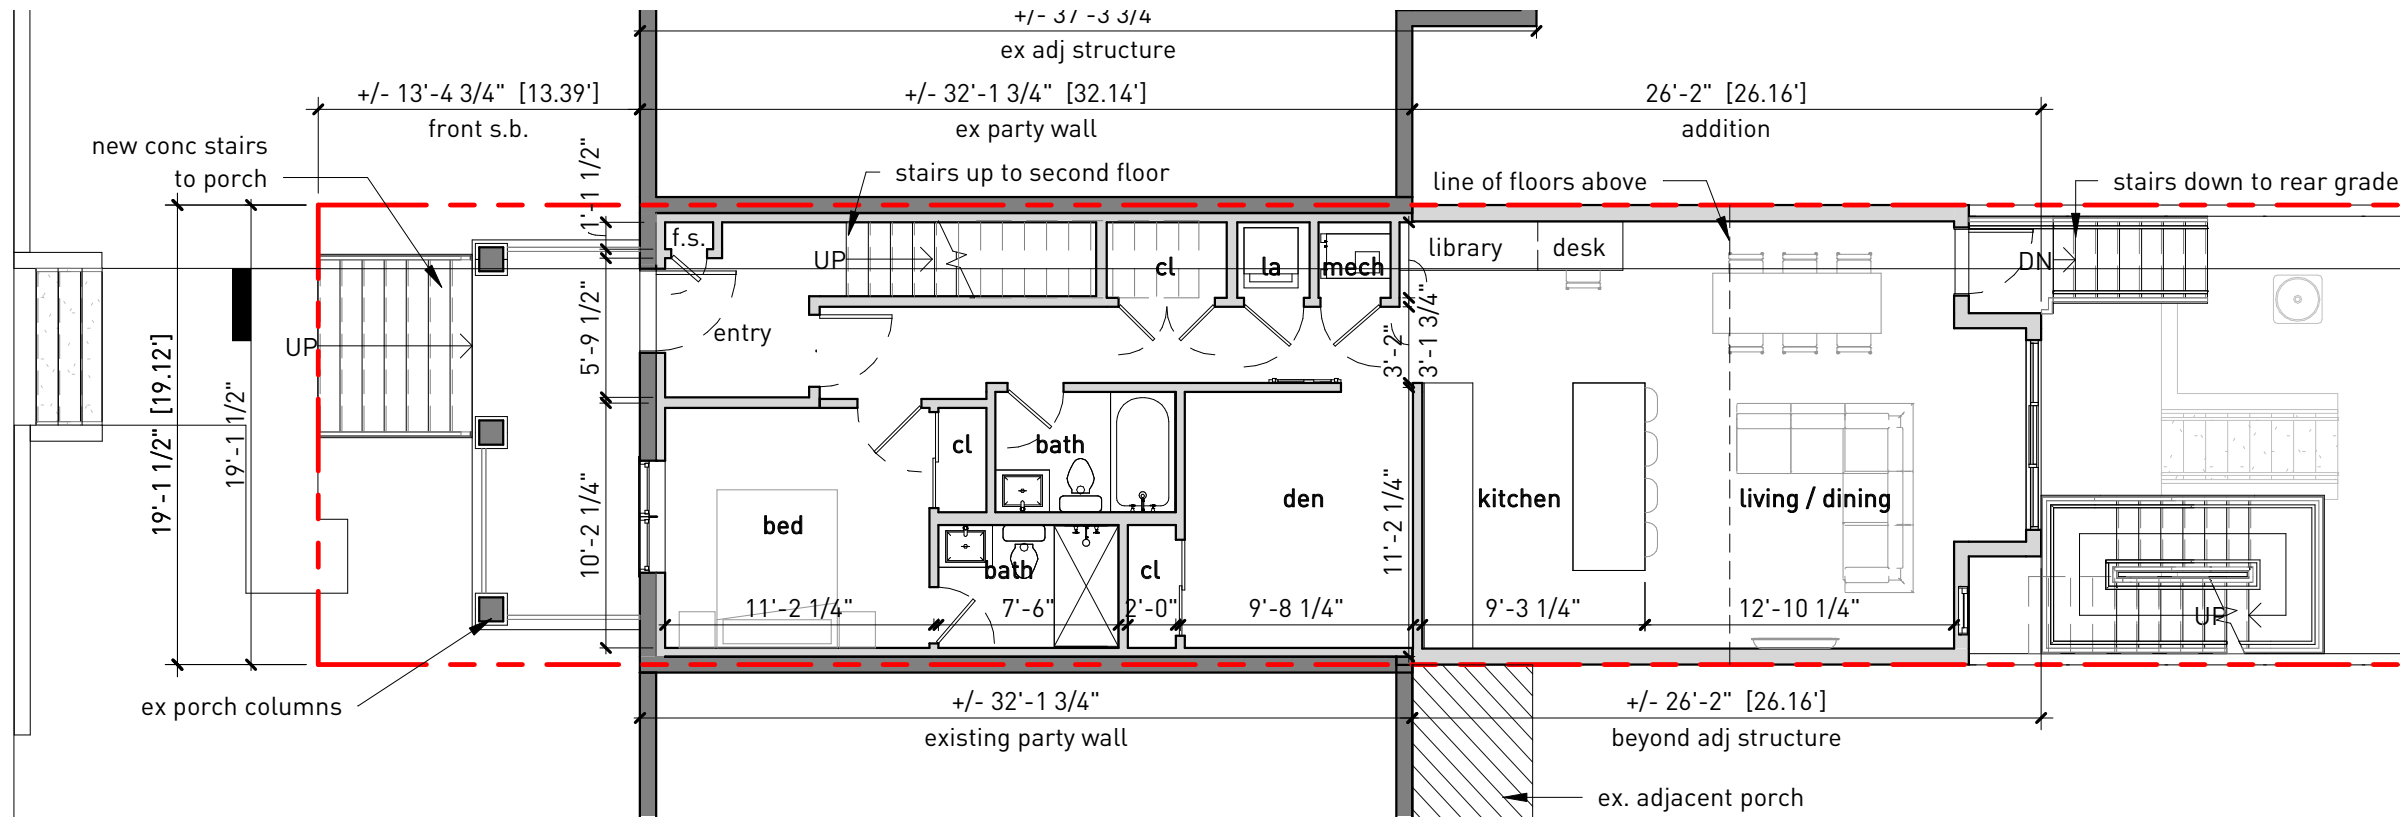 +/- 37'-3 3/4
ex adj structure
+/- 13'-4 3/4" [13.39']
front s.b.
+/- 32'-1 3/4" [32.14']
ex party wall
26'-2" [26.16']
addition
new conc stairs
to porch
1'-1 1/2"
stairs up to second floor
line of floors above
stairs down to rear grade
f.s.
UP
cl
la
mech
library
desk
DN
entry
UP
5'-9 1/2"
3'-2"
3'-1 3/4"
19'-1 1/2" [19.12']
19'-1 1/2"
10'-2 1/4"
cl
bath
bed
den
11'-2 1/4"
kitchen
living / dining
bath
cl
11'-2 1/4"
7'-6"
2'-0"
9'-8 1/4"
9'-3 1/4"
12'-10 1/4"
UP
ex porch columns
+/- 32'-1 3/4"
existing party wall
+/- 26'-2" [26.16']
beyond adj structure
ex. adjacent porch